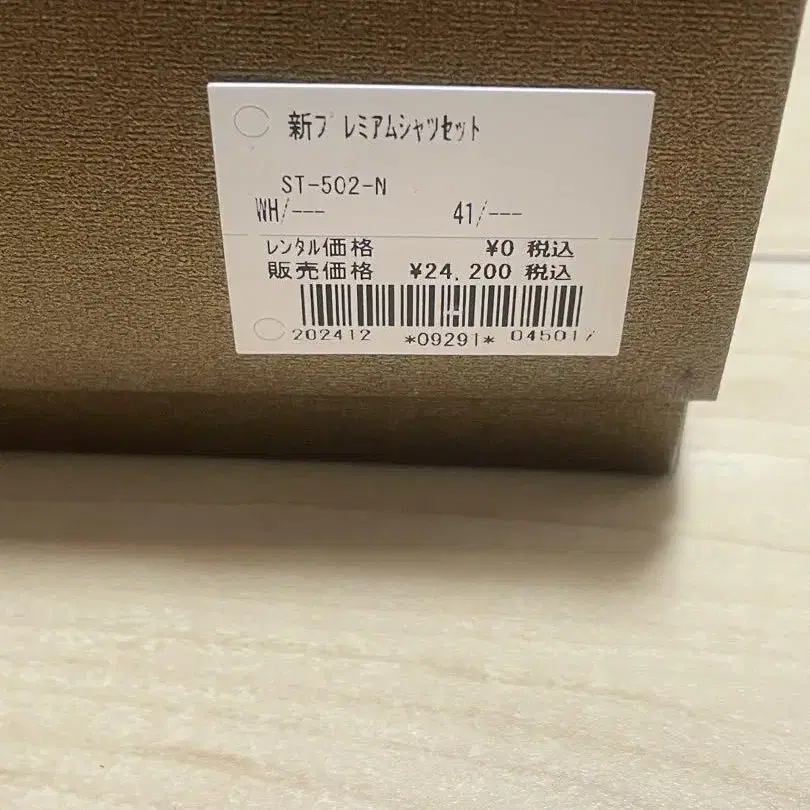 新プレミアムシャツセット
ST-502-N
WH/--- 41/---
レンタル価格 ¥0 税込
販売価格 ¥24,200 税込
202412 *09291* 045017